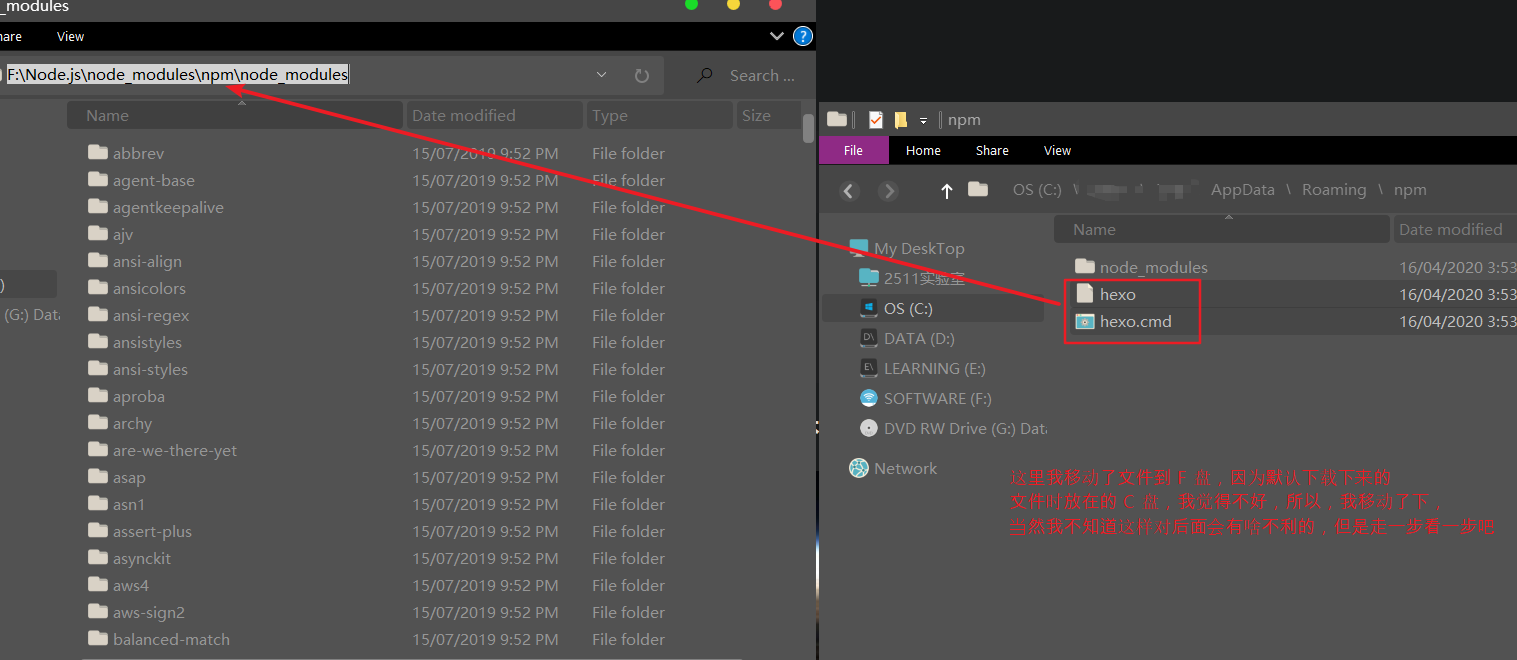 _modules
hare
View
?
F:\Node.js\node_modules\npm\node_modules
Search ...
Name
Date modified
Type
Size
abbrev 15/07/2019 9:52 PM File folder
agent-base 15/07/2019 9:52 PM File folder
agentkeepalive 15/07/2019 9:52 PM File folder
ajv 15/07/2019 9:52 PM File folder
ansi-align 15/07/2019 9:52 PM File folder
ansicolors 15/07/2019 9:52 PM File folder
ansi-regex 15/07/2019 9:52 PM File folder
ansistyles 15/07/2019 9:52 PM File folder
ansi-styles 15/07/2019 9:52 PM File folder
aproba 15/07/2019 9:52 PM File folder
archy 15/07/2019 9:52 PM File folder
are-we-there-yet 15/07/2019 9:52 PM File folder
asap 15/07/2019 9:52 PM File folder
asn1 15/07/2019 9:52 PM File folder
assert-plus 15/07/2019 9:52 PM File folder
asynckit 15/07/2019 9:52 PM File folder
aws4 15/07/2019 9:52 PM File folder
aws-sign2 15/07/2019 9:52 PM File folder
balanced-match 15/07/2019 9:52 PM File folder
)
(G:) Data
npm
File Home Share View
OS (C:) \ AppData \ Roaming \ npm
Name
Date modified
node_modules 16/04/2020 3:53
hexo 16/04/2020 3:53
hexo.cmd 16/04/2020 3:53
My DeskTop
2511实验室
OS (C:)
DATA (D:)
LEARNING (E:)
SOFTWARE (F:)
DVD RW Drive (G:) Data
Network
这里我移动了文件到 F 盘，因为默认下载下来的
文件时放在的 C 盘，我觉得不好，所以，我移动了下，
当然我不知道这样对后面会有啥不利的，但是走一步看一步吧